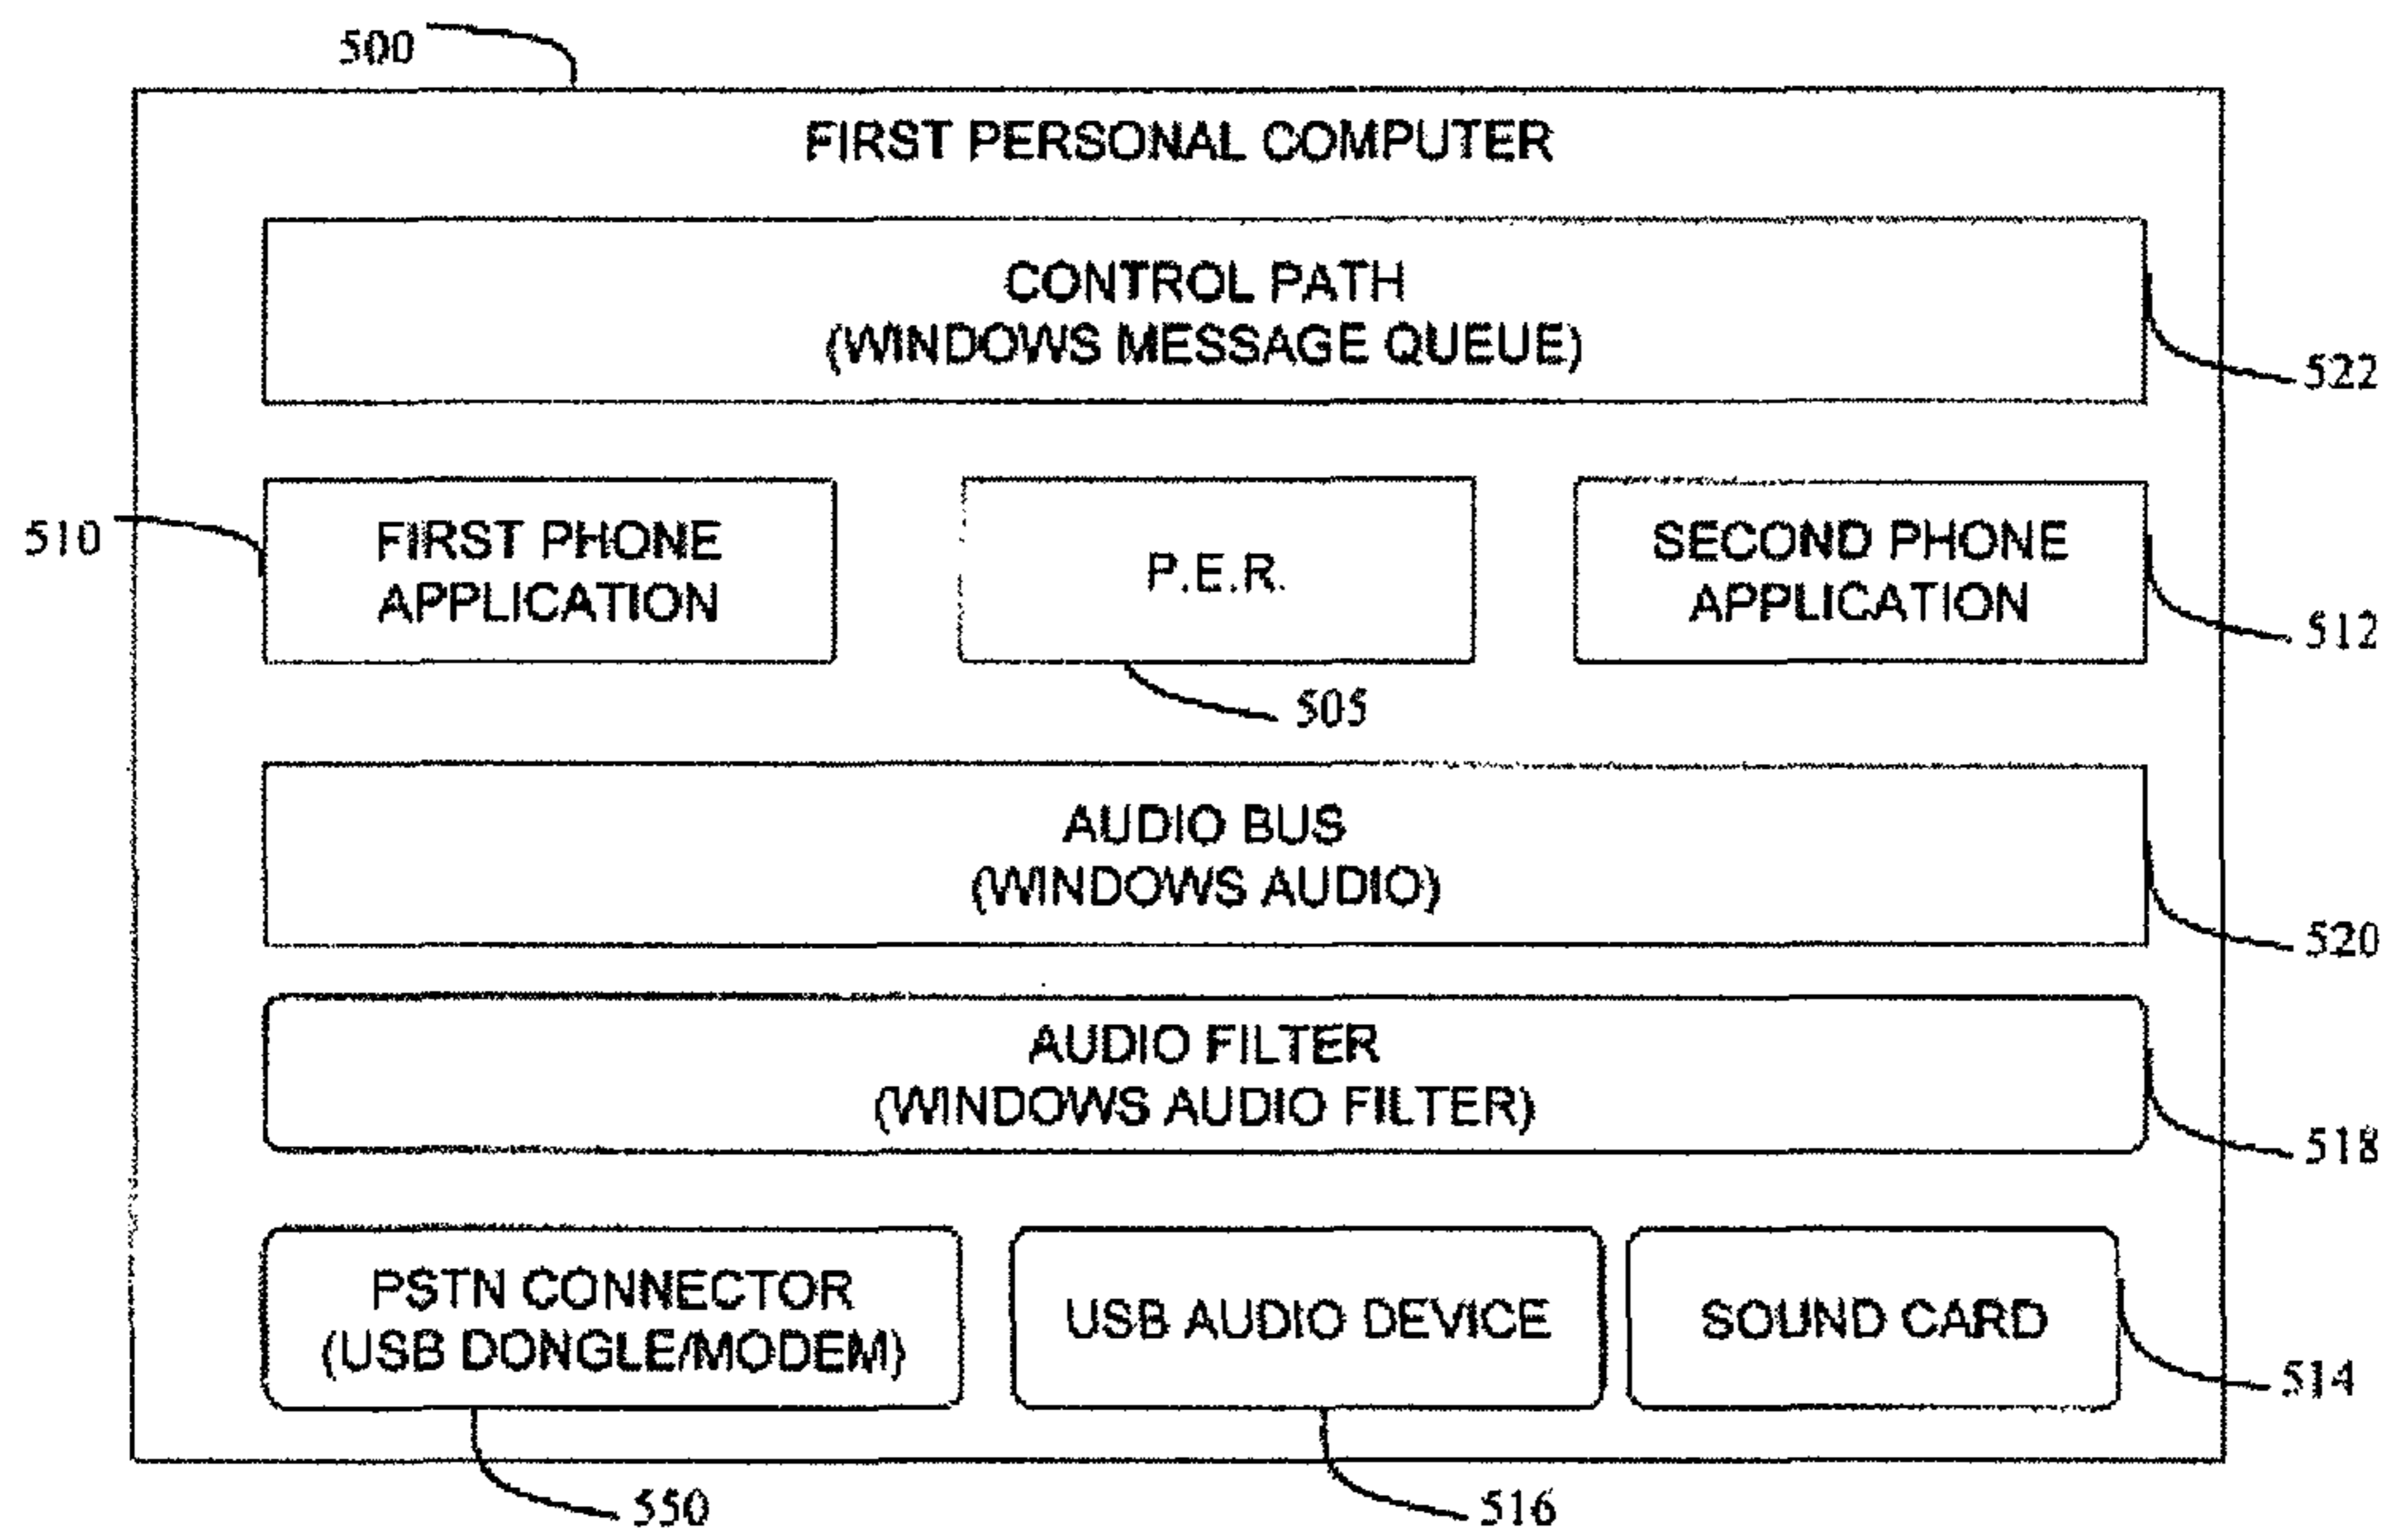 500
FIRST PERSONAL COMPUTER
CONTROL PATH
(WINDOWS MESSAGE QUEUE)
522
510
FIRST PHONE
APPLICATION
P.E.R.
SECOND PHONE
APPLICATION
512
505
AUDIO BUS
(WINDOWS AUDIO)
520
AUDIO FILTER
(WINDOWS AUDIO FILTER)
518
PSTN CONNECTOR
(USB DONGLE/MODEM)
USB AUDIO DEVICE
SOUND CARD
514
550
516